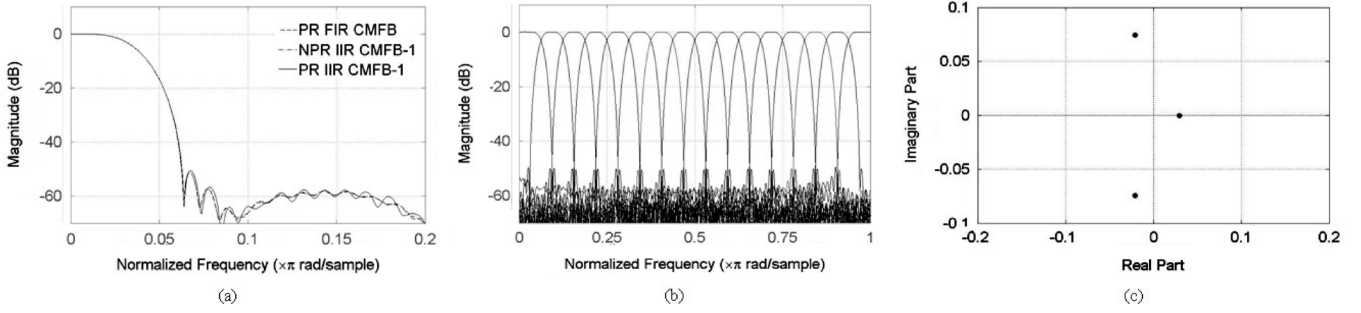 0
-20
-40
-60
Magnitude (dB)
PR FIR CMFB
NPR IIR CMFB-1
PR IIR CMFB-1
0
0.05
0.1
0.15
0.2
Normalized Frequency (×π rad/sample)
(a)
0
-20
-40
-60
Magnitude (dB)
0
0.25
0.5
0.75
1
Normalized Frequency (×π rad/sample)
(b)
0.1
0.05
0
-0.05
-0.1
Imaginary Part
-0.2
-0.1
0
0.1
0.2
Real Part
(c)